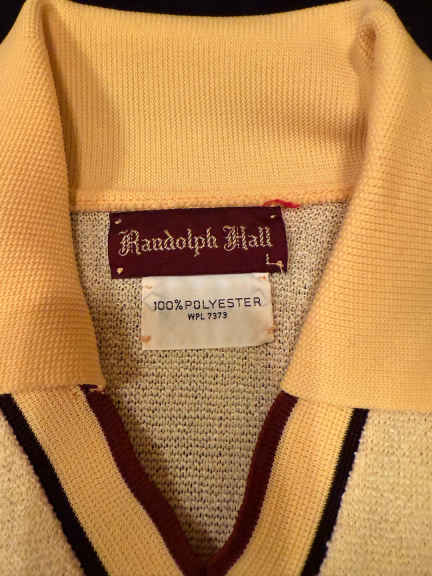 Randolph Hall
L
100% POLYESTER
WPL 7373